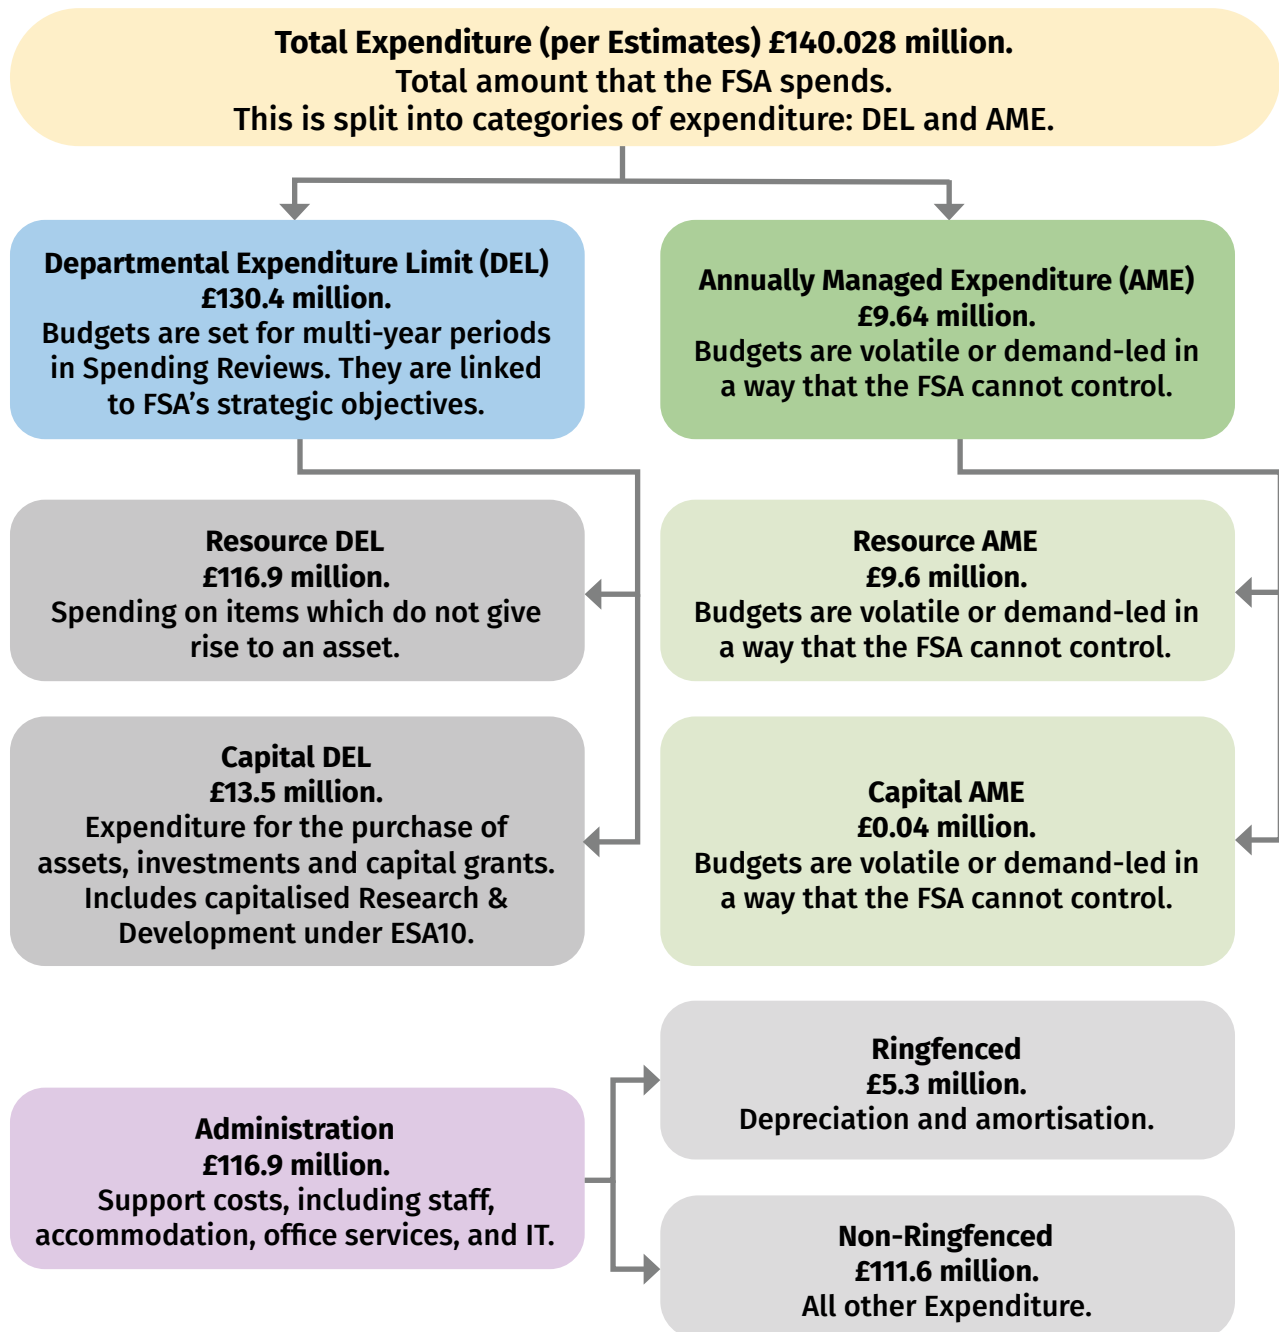 Total Expenditure (per Estimates) £140.028 million.
Total amount that the FSA spends.
This is split into categories of expenditure: DEL and AME.
Departmental Expenditure Limit (DEL)
£130.4 million.
Budgets are set for multi-year periods
in Spending Reviews. They are linked
to FSA’s strategic objectives.
Annually Managed Expenditure (AME)
£9.64 million.
Budgets are volatile or demand-led in
a way that the FSA cannot control.
Resource DEL
£116.9 million.
Spending on items which do not give
rise to an asset.
Resource AME
£9.6 million.
Budgets are volatile or demand-led in
a way that the FSA cannot control.
Capital DEL
£13.5 million.
Expenditure for the purchase of
assets, investments and capital grants.
Includes capitalised Research &
Development under ESA10.
Capital AME
£0.04 million.
Budgets are volatile or demand-led in
a way that the FSA cannot control.
Administration
£116.9 million.
Support costs, including staff,
accommodation, office services, and IT.
Ringfenced
£5.3 million.
Depreciation and amortisation.
Non-Ringfenced
£111.6 million.
All other Expenditure.